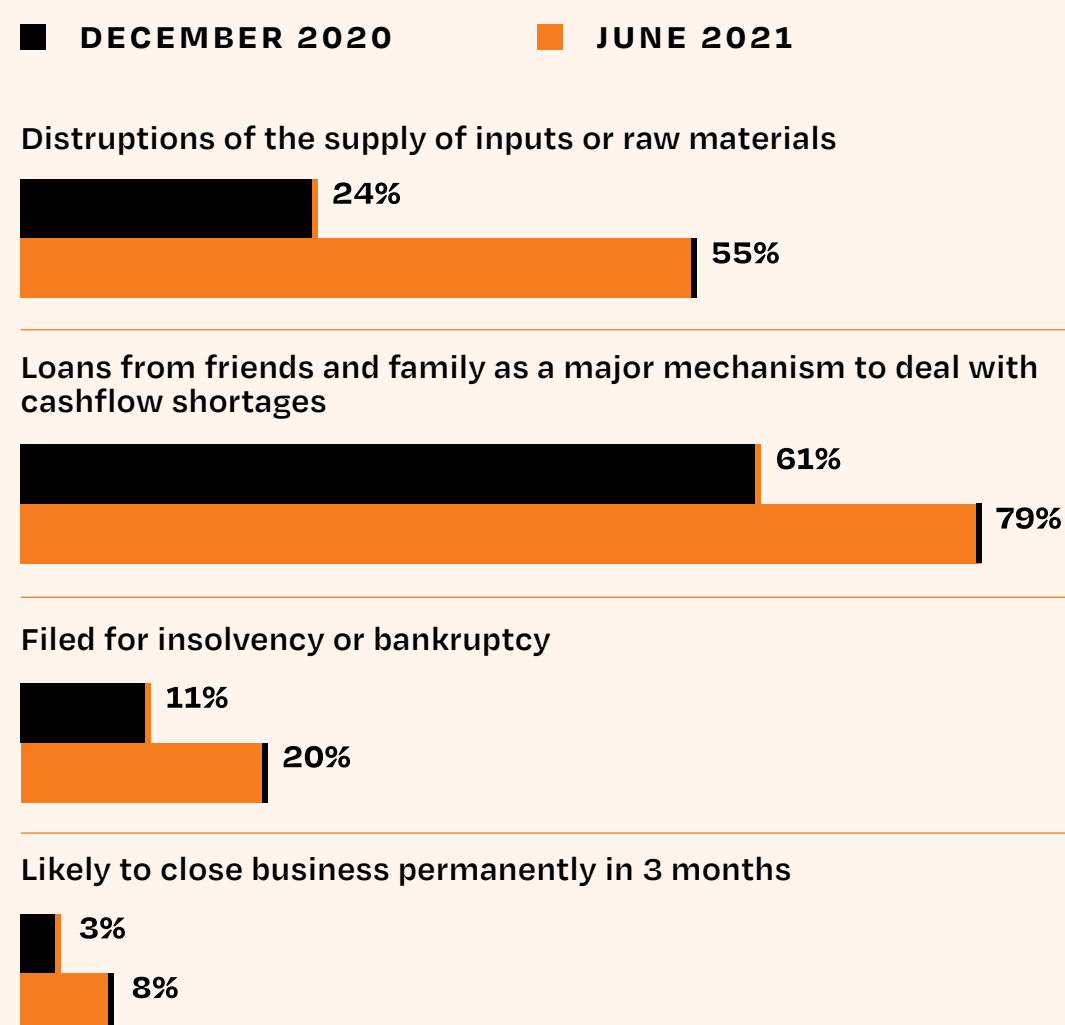 DECEMBER 2020
JUNE 2021
Distruptions of the supply of inputs or raw materials
24%
55%
Loans from friends and family as a major mechanism to deal with
cashflow shortages
61%
79%
Filed for insolvency or bankruptcy
11%
20%
Likely to close business permanently in 3 months
3%
8%